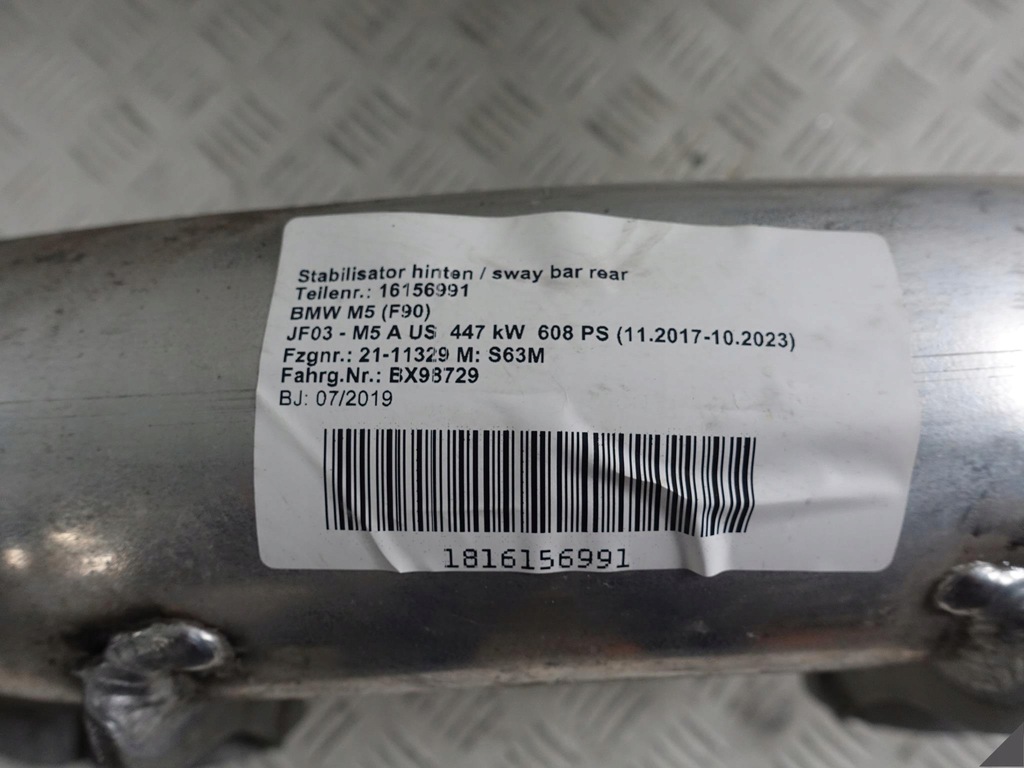 Stabilisator hinten / sway bar rear
Teilenr.: 16156991
BMW M5 (F90)
JF03 - M5 A US 447 kW 608 PS (11.2017-10.2023)
Fzgnr.: 21-11329 M: S63M
Fahrg.Nr.: BX98729
BJ: 07/2019
1816156991